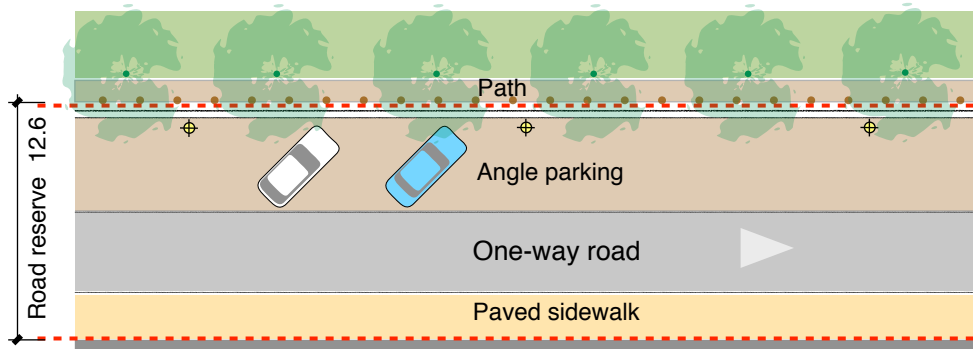 Path
Road reserve 12.6
Angle parking
One-way road
Paved sidewalk